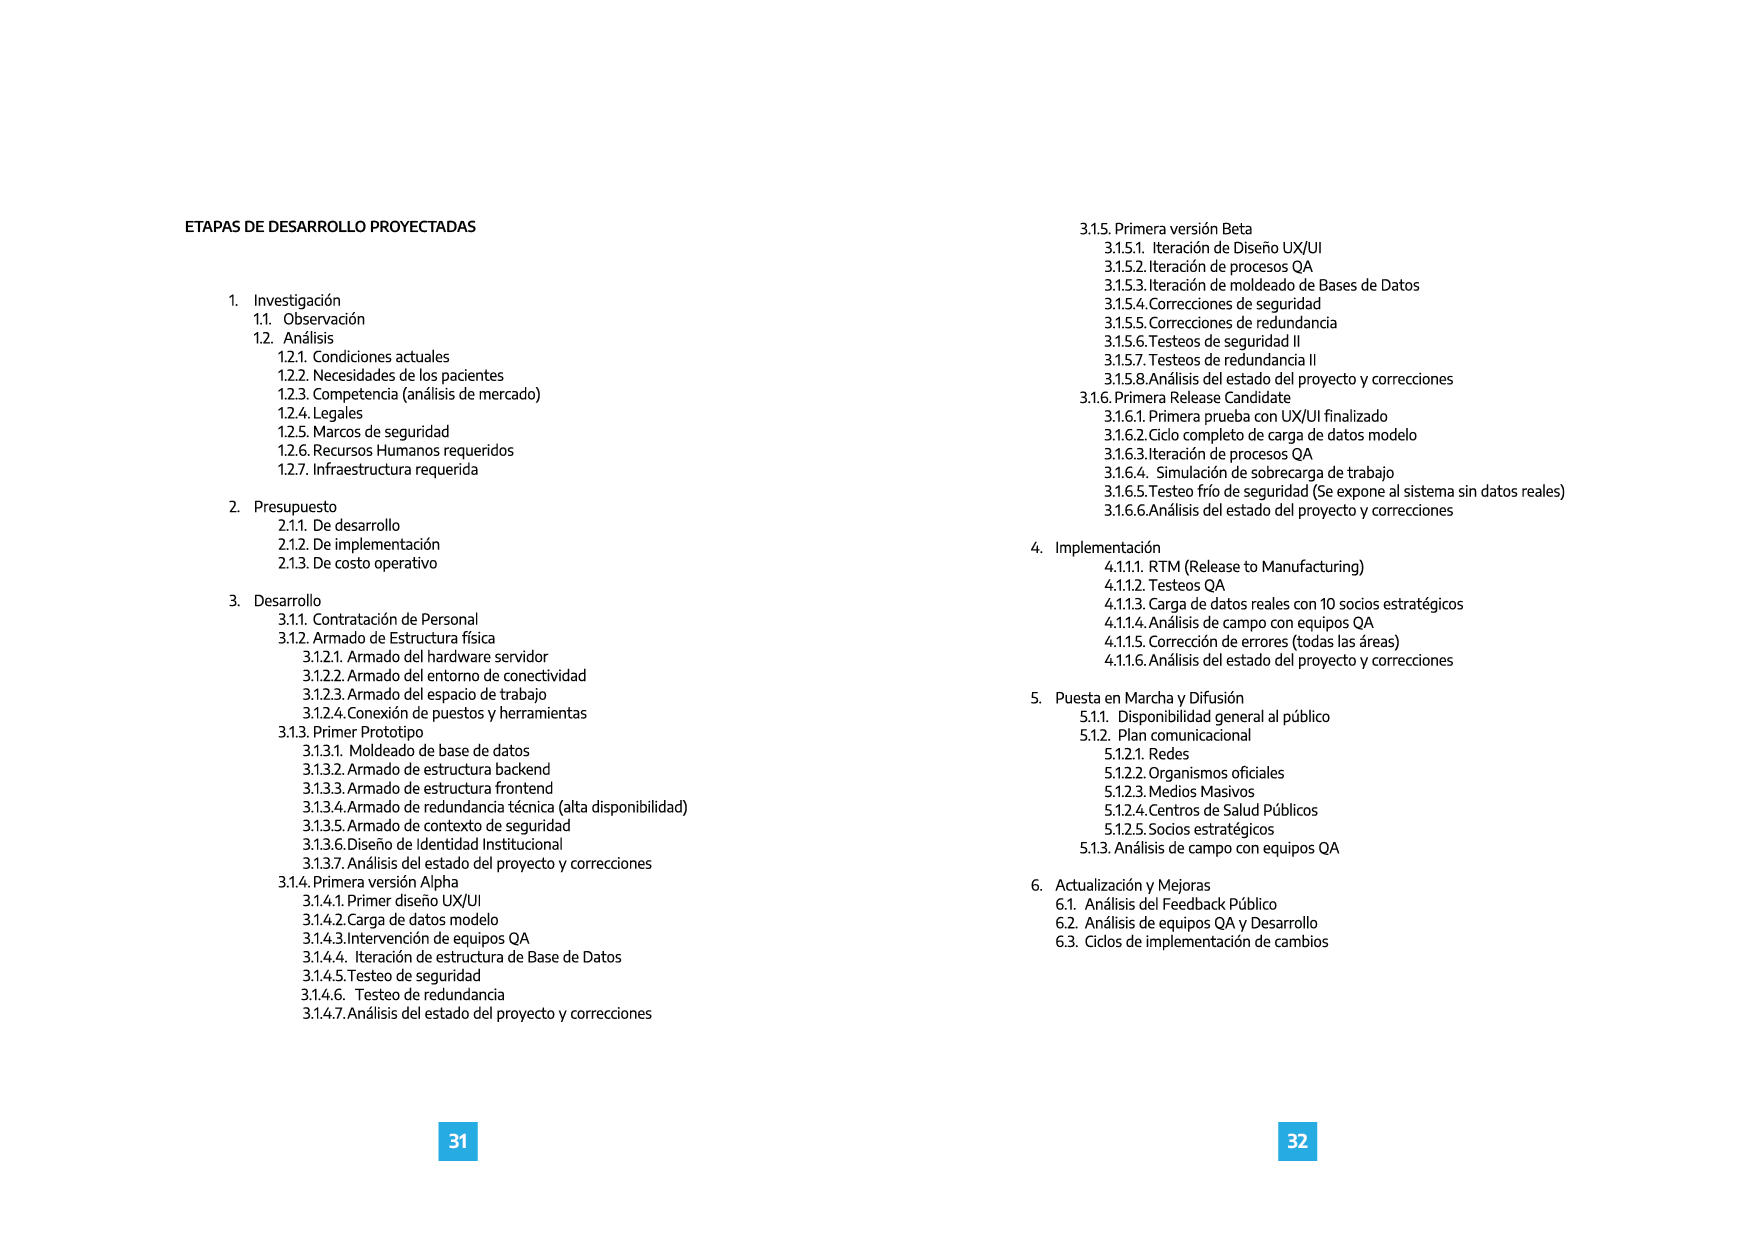 ETAPAS DE DESARROLLO PROYECTADAS
1. Investigación
1.1. Observación
1.2. Análisis
1.2.1. Condiciones actuales
1.2.2. Necesidades de los pacientes
1.2.3. Competencia (análisis de mercado)
1.2.4. Legales
1.2.5. Marcos de seguridad
1.2.6. Recursos Humanos requeridos
1.2.7. Infraestructura requerida
2. Presupuesto
2.1.1. De desarrollo
2.1.2. De implementación
2.1.3. De costo operativo
3. Desarrollo
3.1.1. Contratación de Personal
3.1.2. Armado de Estructura física
3.1.2.1. Armado del hardware servidor
3.1.2.2. Armado del entorno de conectividad
3.1.2.3. Armado del espacio de trabajo
3.1.2.4. Conexión de puestos y herramientas
3.1.3. Primer Prototipo
3.1.3.1. Moldeado de base de datos
3.1.3.2. Armado de estructura backend
3.1.3.3. Armado de estructura frontend
3.1.3.4. Armado de redundancia técnica (alta disponibilidad)
3.1.3.5. Armado de contexto de seguridad
3.1.3.6. Diseño de Identidad Institucional
3.1.3.7. Análisis del estado del proyecto y correcciones
3.1.4. Primera versión Alpha
3.1.4.1. Primer diseño UX/UI
3.1.4.2. Carga de datos modelo
3.1.4.3. Intervención de equipos QA
3.1.4.4. Iteración de estructura de Base de Datos
3.1.4.5. Testeo de seguridad
3.1.4.6. Testeo de redundancia
3.1.4.7. Análisis del estado del proyecto y correcciones
31
3.1.5. Primera versión Beta
3.1.5.1. Iteración de Diseño UX/UI
3.1.5.2. Iteración de procesos QA
3.1.5.3. Iteración de moldeado de Bases de Datos
3.1.5.4. Correcciones de seguridad
3.1.5.5. Correcciones de redundancia
3.1.5.6. Testeos de seguridad II
3.1.5.7. Testeos de redundancia II
3.1.5.8. Análisis del estado del proyecto y correcciones
3.1.6. Primera Release Candidate
3.1.6.1. Primera prueba con UX/UI finalizado
3.1.6.2. Ciclo completo de carga de datos modelo
3.1.6.3. Iteración de procesos QA
3.1.6.4. Simulación de sobrecarga de trabajo
3.1.6.5. Testeo frío de seguridad (Se expone al sistema sin datos reales)
3.1.6.6. Análisis del estado del proyecto y correcciones
4. Implementación
4.1.1.1. RTM (Release to Manufacturing)
4.1.1.2. Testeos QA
4.1.1.3. Carga de datos reales con 10 socios estratégicos
4.1.1.4. Análisis de campo con equipos QA
4.1.1.5. Corrección de errores (todas las áreas)
4.1.1.6. Análisis del estado del proyecto y correcciones
5. Puesta en Marcha y Difusión
5.1.1. Disponibilidad general al público
5.1.2. Plan comunicacional
5.1.2.1. Redes
5.1.2.2. Organismos oficiales
5.1.2.3. Medios Masivos
5.1.2.4. Centros de Salud Públicos
5.1.2.5. Socios estratégicos
5.1.3. Análisis de campo con equipos QA
6. Actualización y Mejoras
6.1. Análisis del Feedback Público
6.2. Análisis de equipos QA y Desarrollo
6.3. Ciclos de implementación de cambios
32